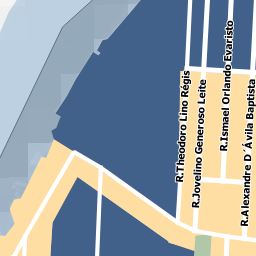 R.Theodoro Lino Régis
R.Jovelino Generoso Leite
R.Ismael Orlando Evaristo
R.Alexandre D´Ávila Baptista